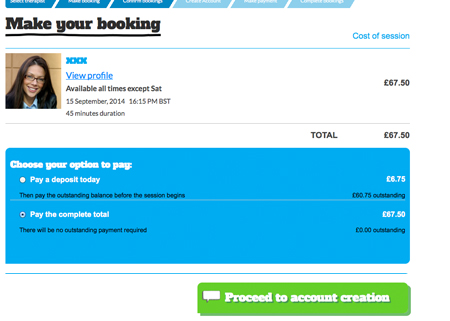 Select therapist Make booking Confirm bookings Create Account Make payment Complete bookings
Make your booking
Cost of session
XXX
View profile
Available all times except Sat
£67.50
15 September, 2014 16:15 PM BST
45 minutes duration
TOTAL £67.50
Choose your option to pay:
Pay a deposit today £6.75
Then pay the outstanding balance before the session begins £60.75 outstanding
Pay the complete total £67.50
There will be no outstanding payment required £0.00 outstanding
Proceed to account creation